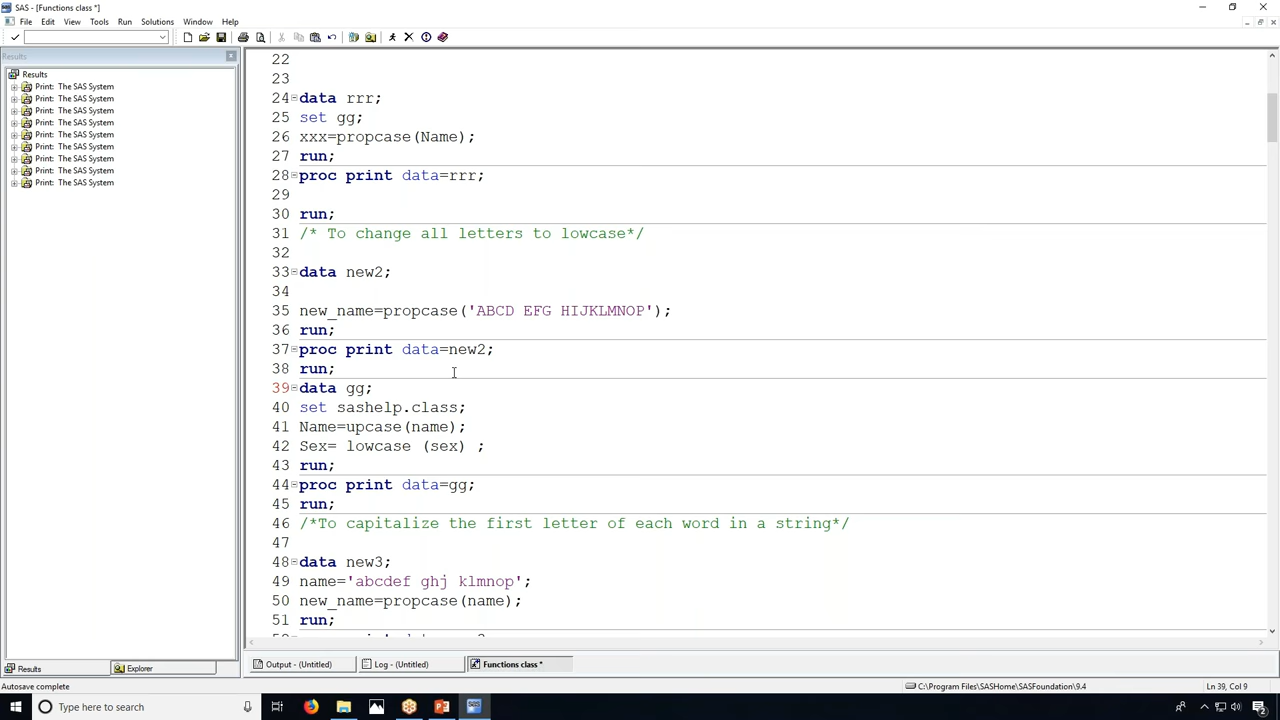 SAS - [Functions class *]
File Edit View Tools Run Solutions Window Help
Results
Results
Print: The SAS System
Print: The SAS System
Print: The SAS System
Print: The SAS System
Print: The SAS System
Print: The SAS System
Print: The SAS System
Print: The SAS System
Print: The SAS System
22
23
24 data rrr;
25 set gg;
26 xxx=propcase(Name);
27 run;
28 proc print data=rrr;
29
30 run;
31 /* To change all letters to lowcase*/
32
33 data new2;
34
35 new_name=propcase('ABCD EFG HIJKLMNOP');
36 run;
37 proc print data=new2;
38 run;
39 data gg;
40 set sashelp.class;
41 Name=upcase(name);
42 Sex= lowcase (sex) ;
43 run;
44 proc print data=gg;
45 run;
46 /*To capitalize the first letter of each word in a string*/
47
48 data new3;
49 name='abcdef ghj klmnop';
50 new_name=propcase(name);
51 run;
Results Explorer
Output - (Untitled) Log - (Untitled) Functions class *
Autosave complete
C:\Program Files\SASHome\SASFoundation\9.4
Ln 39, Col 9
Type here to search